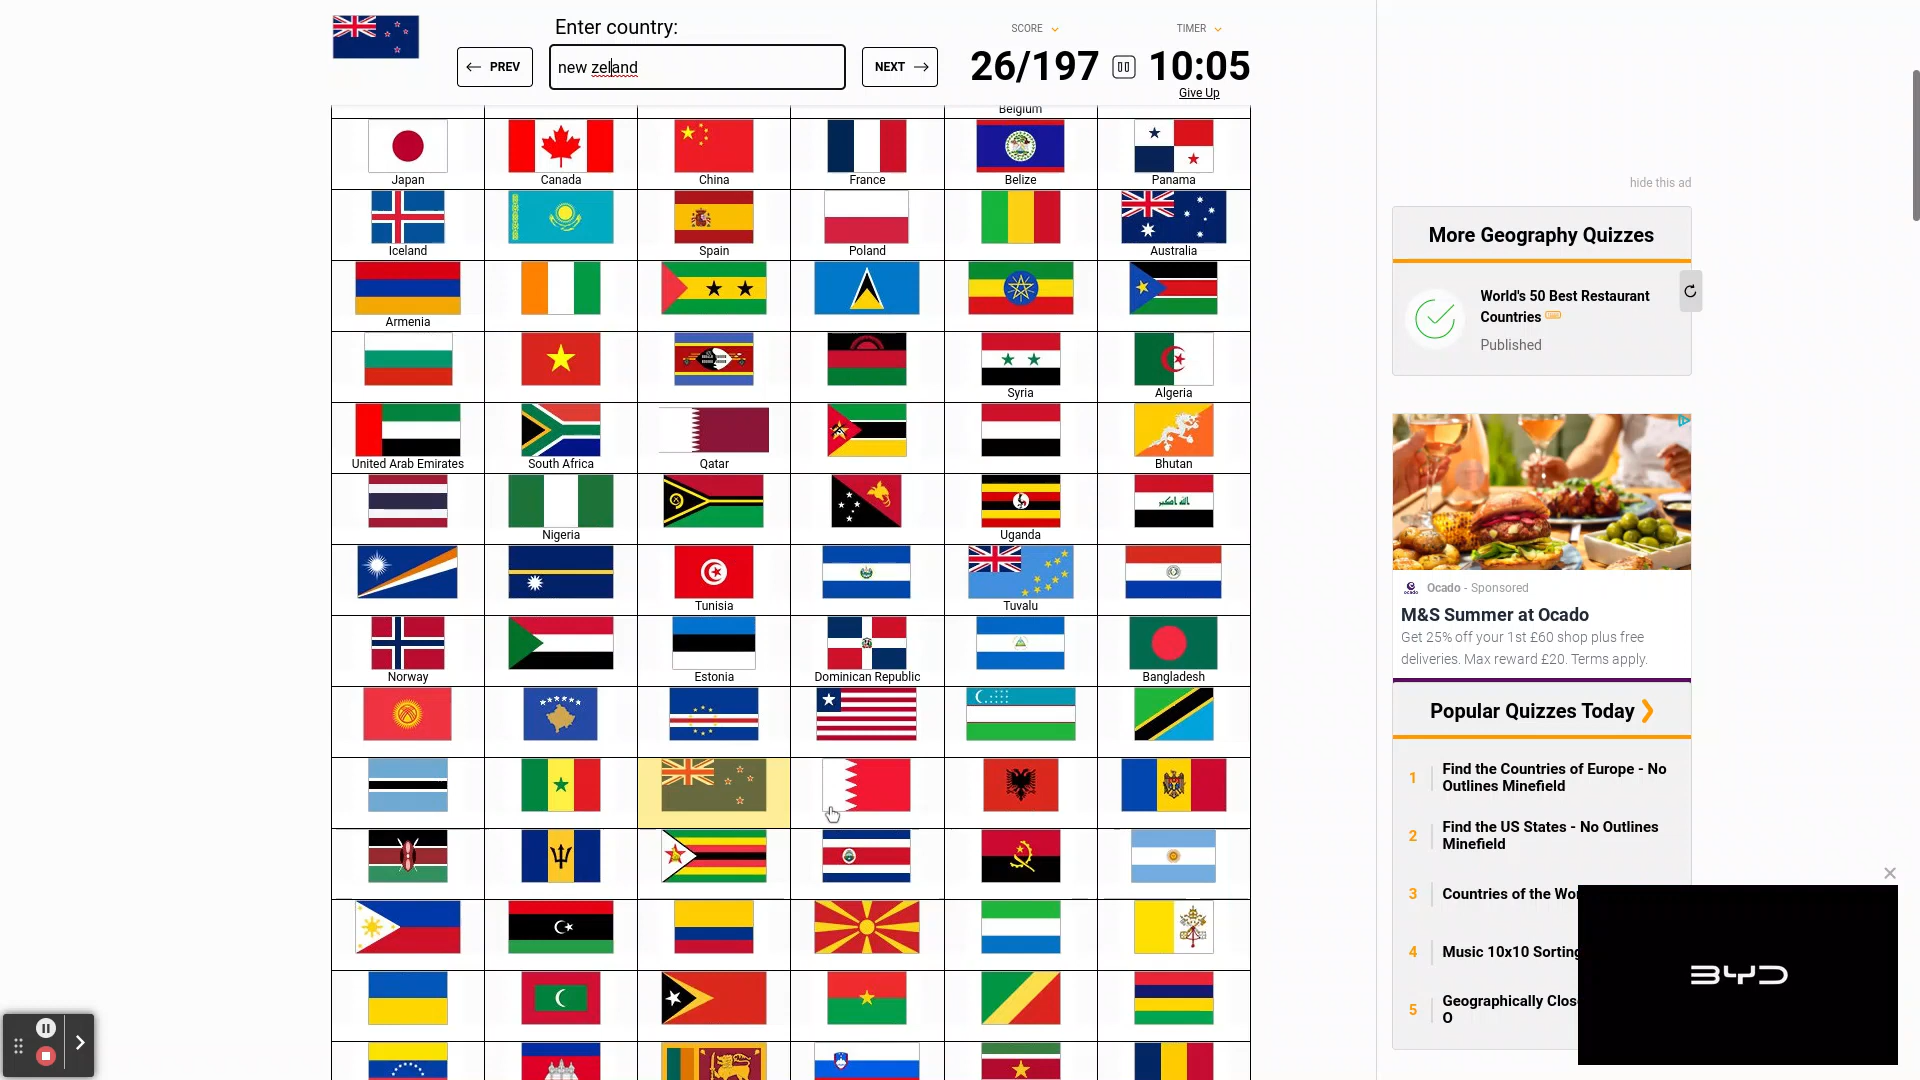 Enter country:
SCORE
TIMER
← PREV
new zeland
NEXT →
26/197
10:05
Give Up
Belgium
Japan
Canada
China
France
Belize
Panama
Iceland
Spain
Poland
Australia
Armenia
Syria
Algeria
United Arab Emirates
South Africa
Qatar
Bhutan
Nigeria
Uganda
Tunisia
Tuvalu
Norway
Estonia
Dominican Republic
Bangladesh
hide this ad
More Geography Quizzes
World's 50 Best Restaurant
Countries
Published
Ocado - Sponsored
M&S Summer at Ocado
Get 25% off your 1st £60 shop plus free
deliveries. Max reward £20. Terms apply.
Popular Quizzes Today
1 Find the Countries of Europe - No
Outlines Minefield
2 Find the US States - No Outlines
Minefield
3 Countries of the Wor
4 Music 10x10 Sorting
5 Geographically Clos
O
BYD